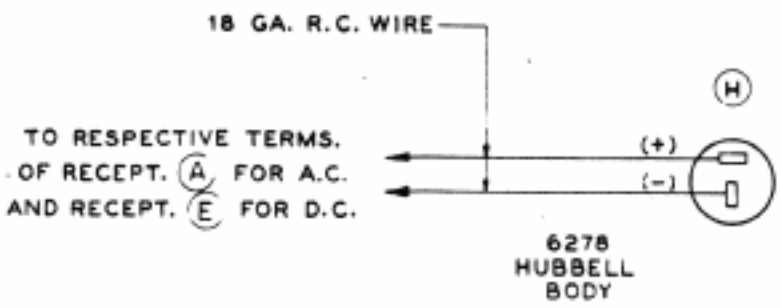 18 GA. R.C. WIRE
H
TO RESPECTIVE TERMS.
OF RECEPT. A FOR A.C.
AND RECEPT. E FOR D.C.
(+)
(-)
6278
HUBBELL
BODY